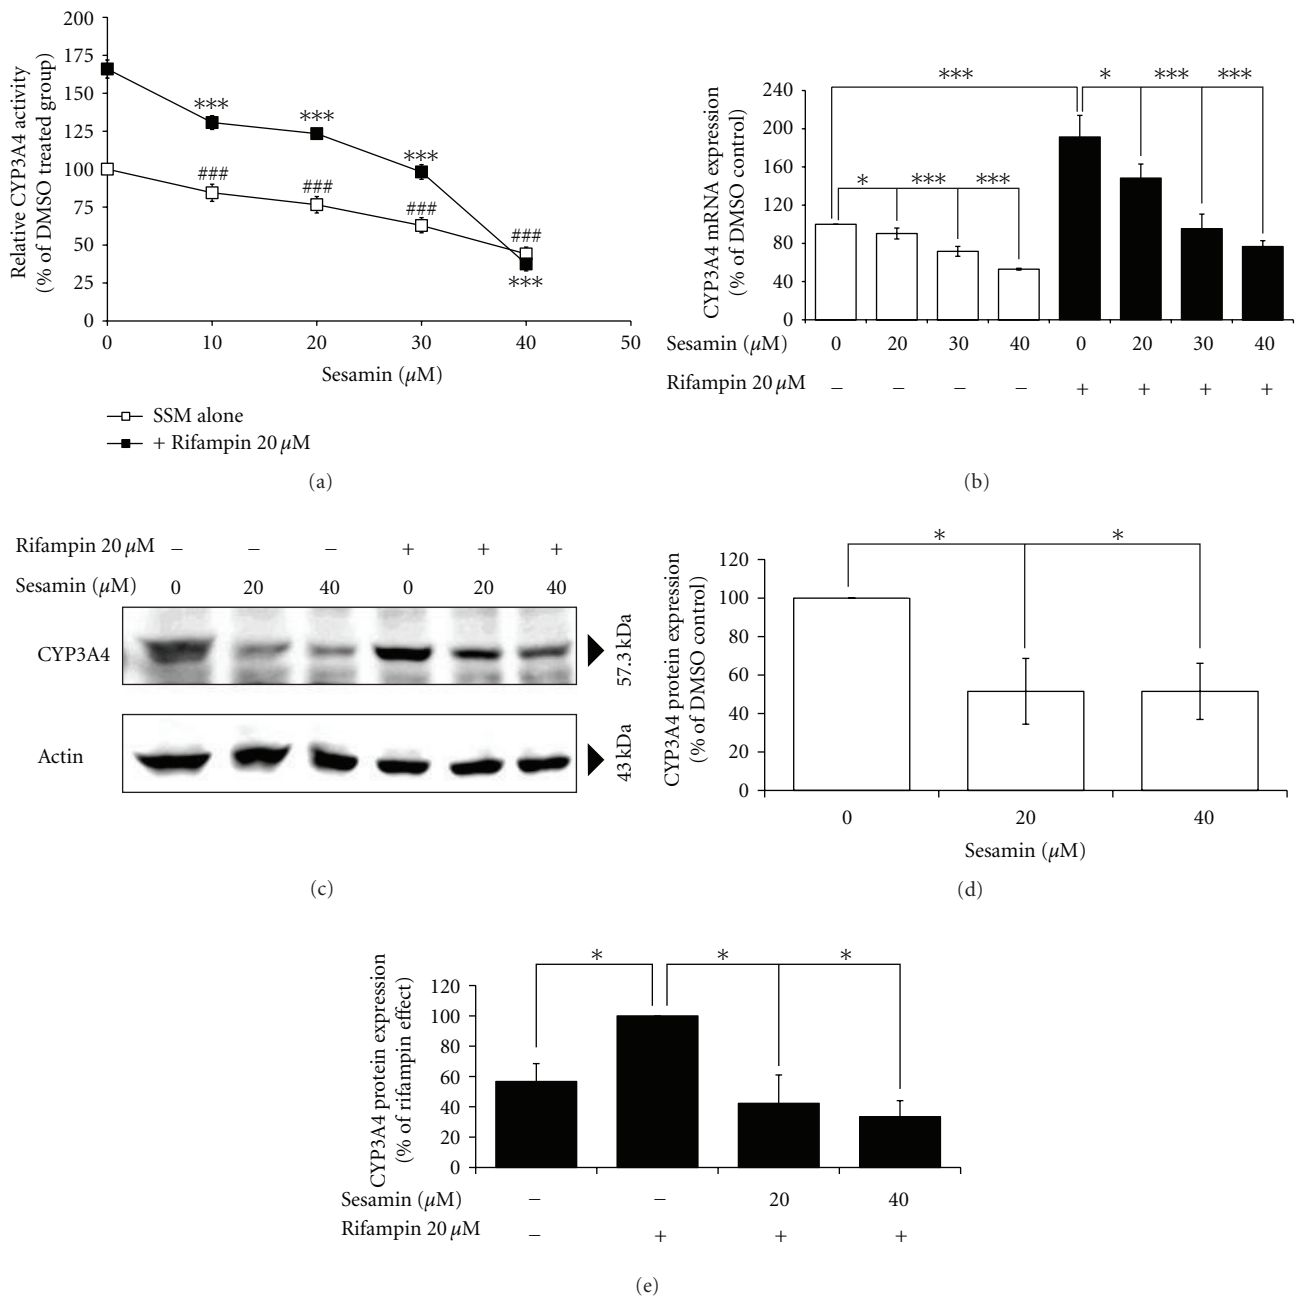 Relative CYP3A4 activity
(% of DMSO treated group)
200
175
150
125
100
75
50
25
0
*** *** *** ***
### ### ### ###
0 10 20 30 40 50
Sesamin (μM)
SSM alone
+ Rifampin 20 μM
(a)
CYP3A4 mRNA expression
(% of DMSO control)
240
200
160
120
80
40
0
*** * *** ***
* *** ***
Sesamin (μM) 0 20 30 40 0 20 30 40
Rifampin 20 μM − − − − + + + +
(b)
Rifampin 20 μM − − − + + +
Sesamin (μM) 0 20 40 0 20 40
CYP3A4
57.3 kDa
Actin
43 kDa
(c)
CYP3A4 protein expression
(% of DMSO control)
120
100
80
60
40
20
0
* *
0 20 40
Sesamin (μM)
(d)
CYP3A4 protein expression
(% of rifampin effect)
120
100
80
60
40
20
0
* * *
Sesamin (μM) − − 20 40
Rifampin 20 μM − + + +
(e)